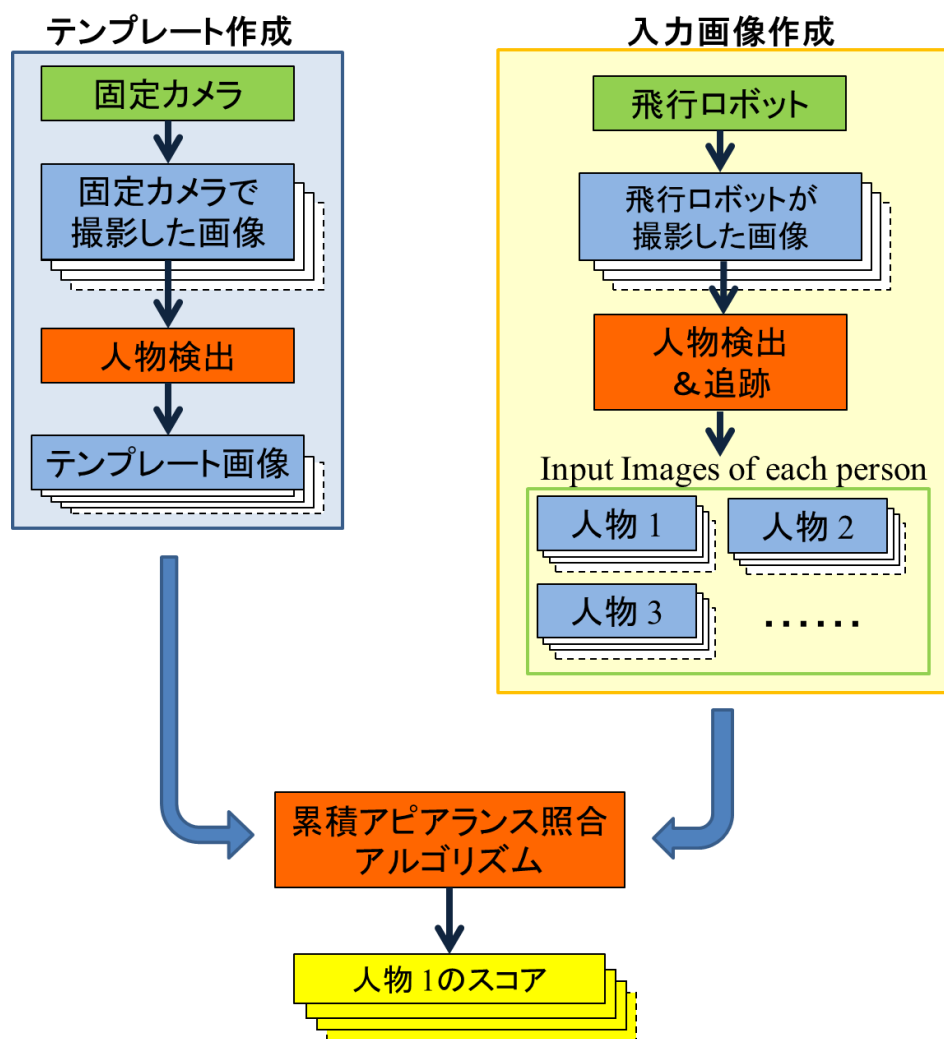 テンプレート作成
固定カメラ
固定カメラで
撮影した画像
人物検出
テンプレート画像
入力画像作成
飛行ロボット
飛行ロボットが
撮影した画像
人物検出
＆追跡
Input Images of each person
人物 1
人物 2
人物 3
……
累積アピアランス照合
アルゴリズム
人物 1のスコア